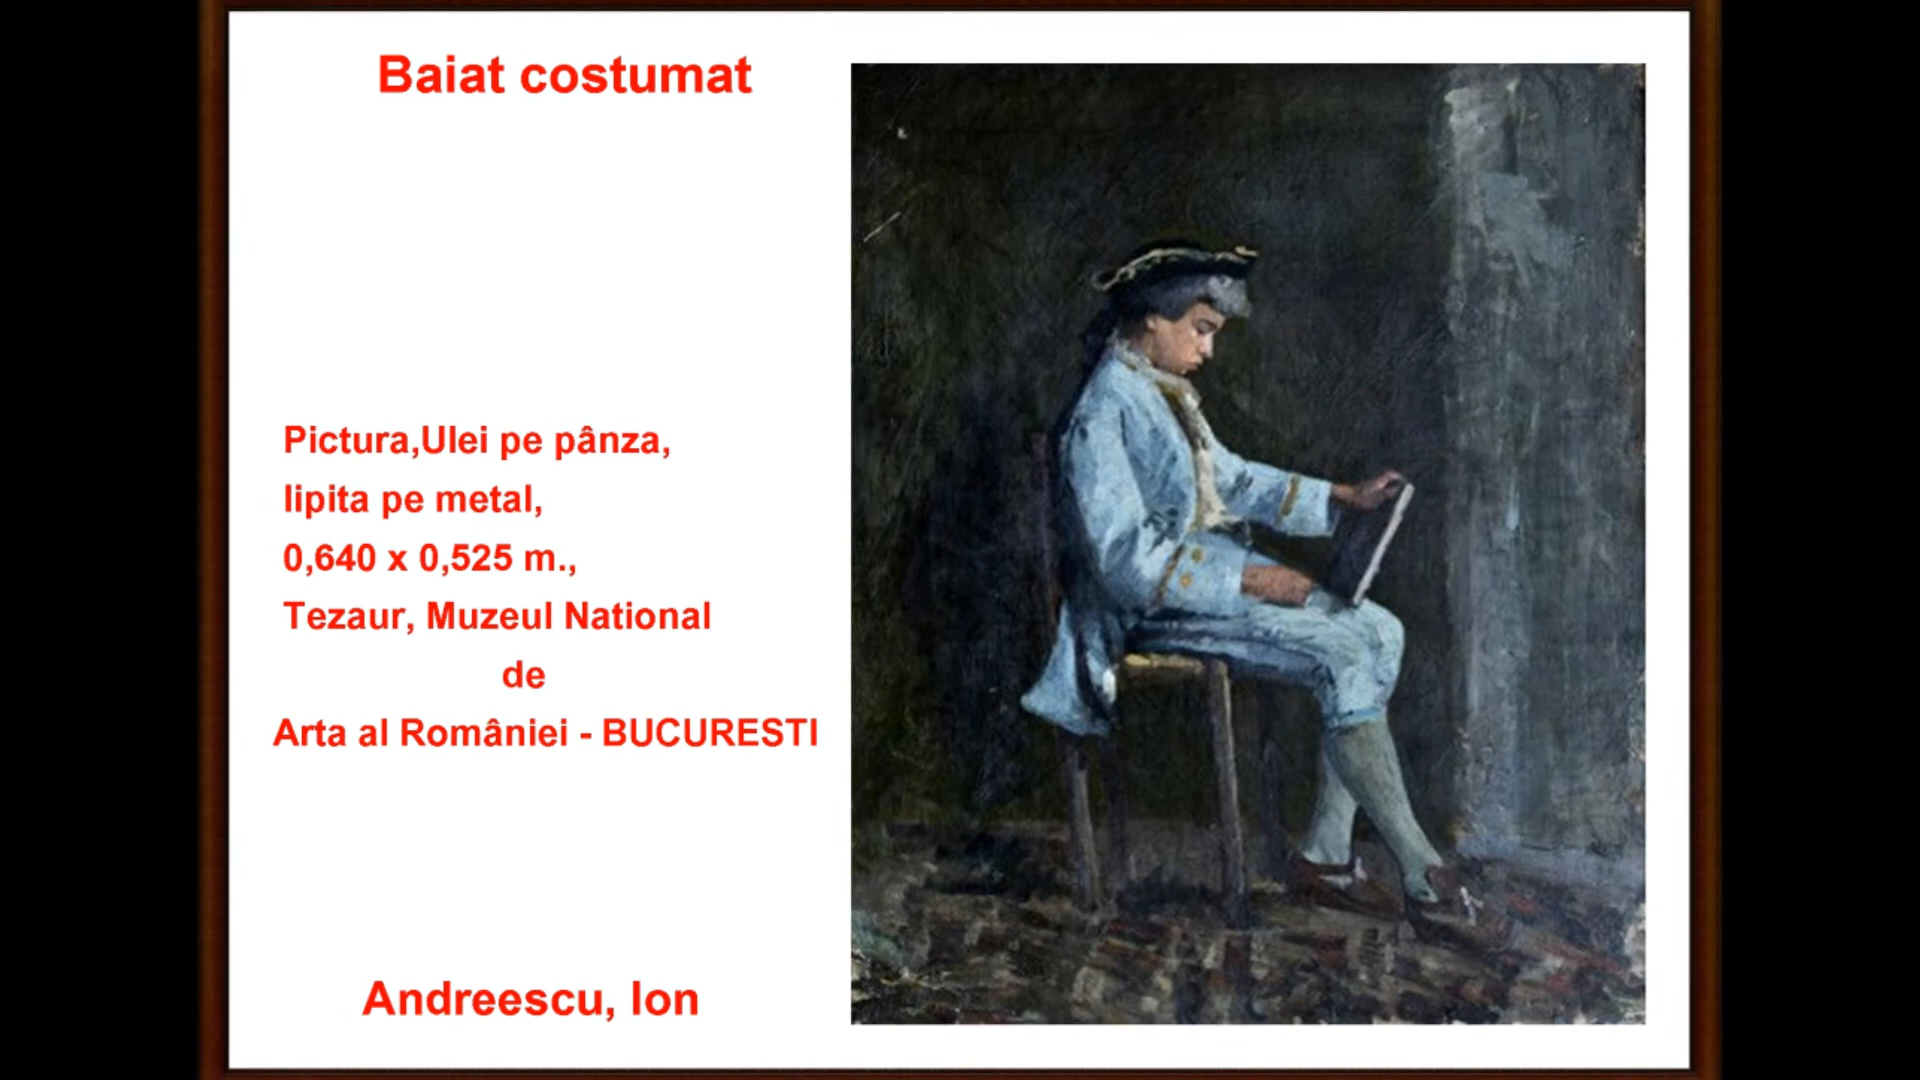 Baiat costumat
Pictura,Ulei pe pânza,
lipita pe metal,
0,640 x 0,525 m.,
Tezaur, Muzeul National
de
Arta al României - BUCURESTI
Andreescu, Ion